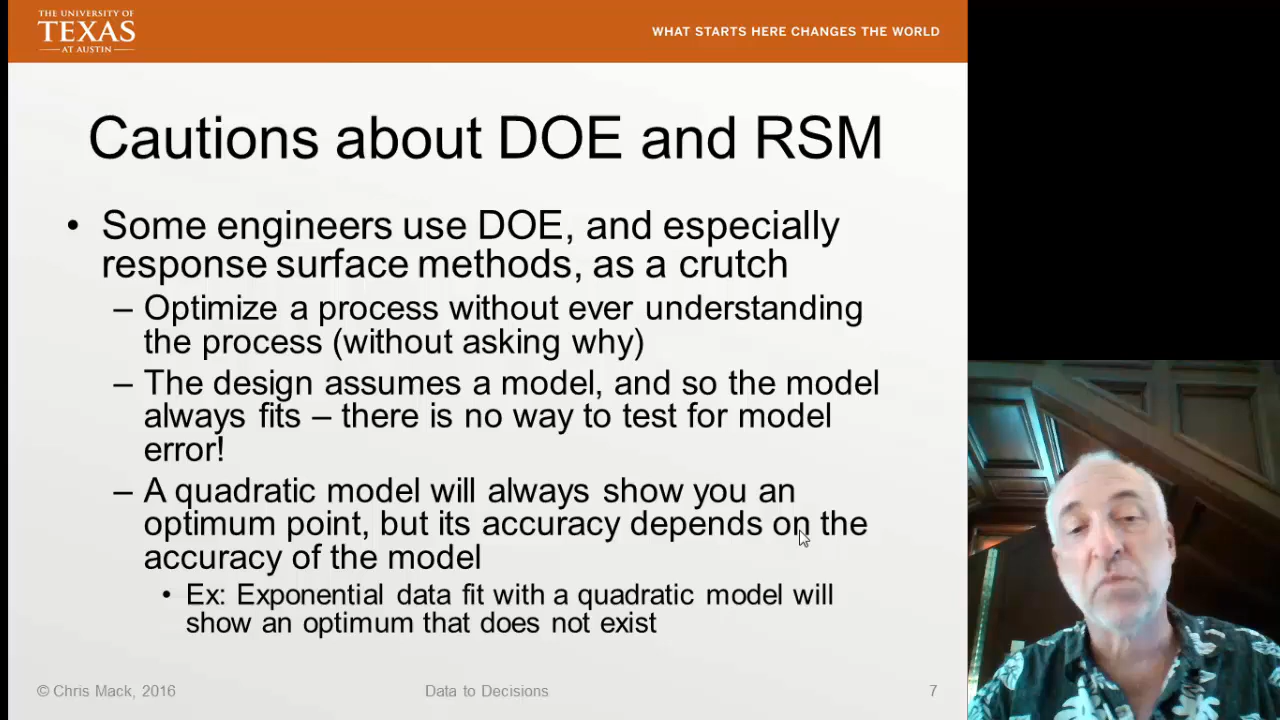 THE UNIVERSITY OF
TEXAS
AT AUSTIN
WHAT STARTS HERE CHANGES THE WORLD
Cautions about DOE and RSM
• Some engineers use DOE, and especially
response surface methods, as a crutch
– Optimize a process without ever understanding
the process (without asking why)
– The design assumes a model, and so the model
always fits – there is no way to test for model
error!
– A quadratic model will always show you an
optimum point, but its accuracy depends on the
accuracy of the model
• Ex: Exponential data fit with a quadratic model will
show an optimum that does not exist
© Chris Mack, 2016
Data to Decisions
7